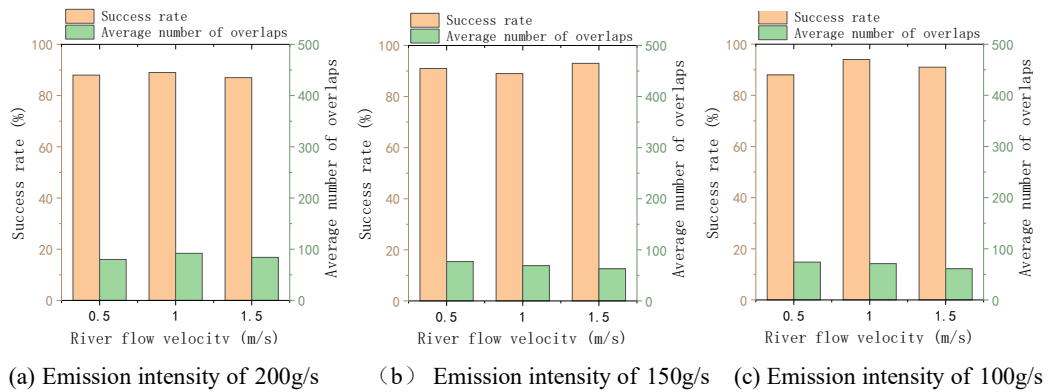 Success rate
Average number of overlaps
100
80
60
40
20
0
Success rate (%)
500
400
300
200
100
0
Average number of overlaps
0.5 1 1.5
River flow velocity (m/s)
(a) Emission intensity of 200g/s
Success rate
Average number of overlaps
100
80
60
40
20
0
Success rate (%)
500
400
300
200
100
0
Average number of overlaps
0.5 1 1.5
River flow velocity (m/s)
（b） Emission intensity of 150g/s
Success rate
Average number of overlaps
100
80
60
40
20
0
Success rate (%)
500
400
300
200
100
0
Average number of overlaps
0.5 1 1.5
River flow velocity (m/s)
(c) Emission intensity of 100g/s